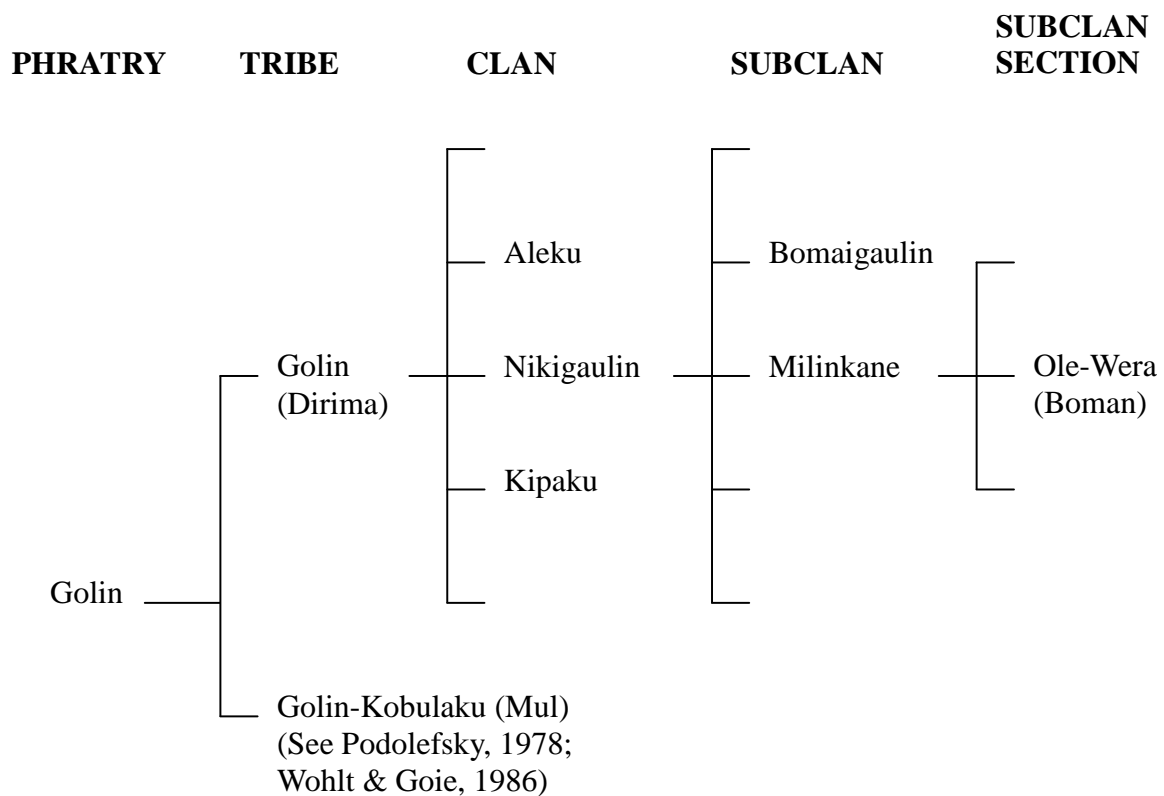 PHRATRY TRIBE CLAN SUBCLAN SUBCLAN
SECTION
Aleku Bomaigaulin
Golin
(Dirima) Nikigaulin Milinkane Ole-Wera
(Boman)
Kipaku
Golin
Golin-Kobulaku (Mul)
(See Podolefsky, 1978;
Wohlt & Goie, 1986)